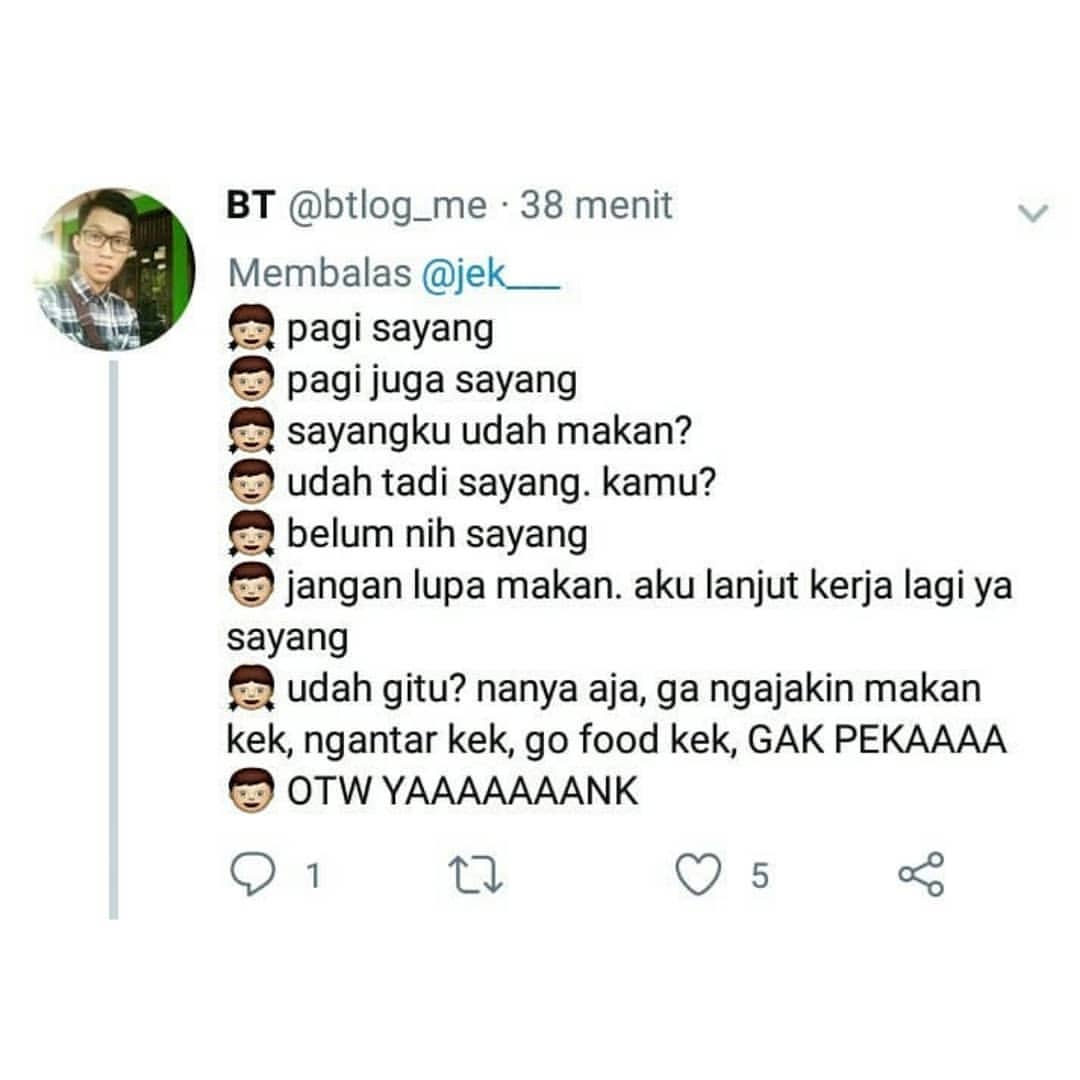 BT @btlog_me · 38 menit
Membalas @jek___
👧 pagi sayang
👦 pagi juga sayang
👧 sayangku udah makan?
👦 udah tadi sayang. kamu?
👧 belum nih sayang
👦 jangan lupa makan. aku lanjut kerja lagi ya
sayang
👧 udah gitu? nanya aja, ga ngajakin makan
kek, ngantar kek, go food kek, GAK PEKAAAA
👦 OTW YAAAAAAANK
1 5